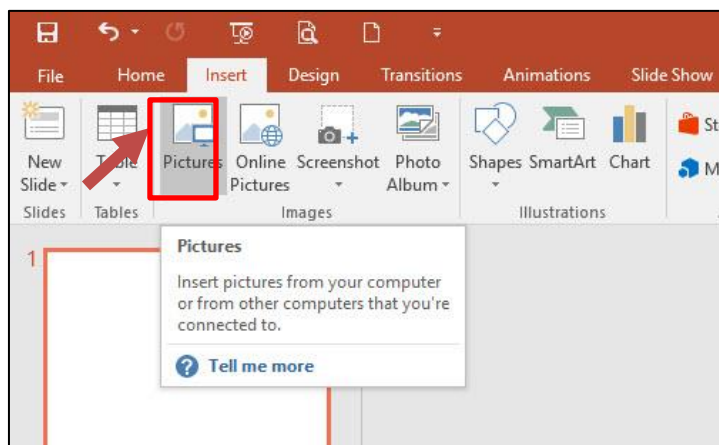 File Home Insert Design Transitions Animations Slide Show
New Table Pictures Online Screenshot Photo Shapes SmartArt Chart St
Slide Pictures Album M
Slides Tables Images Illustrations
1
Pictures
Insert pictures from your computer
or from other computers that you're
connected to.
? Tell me more